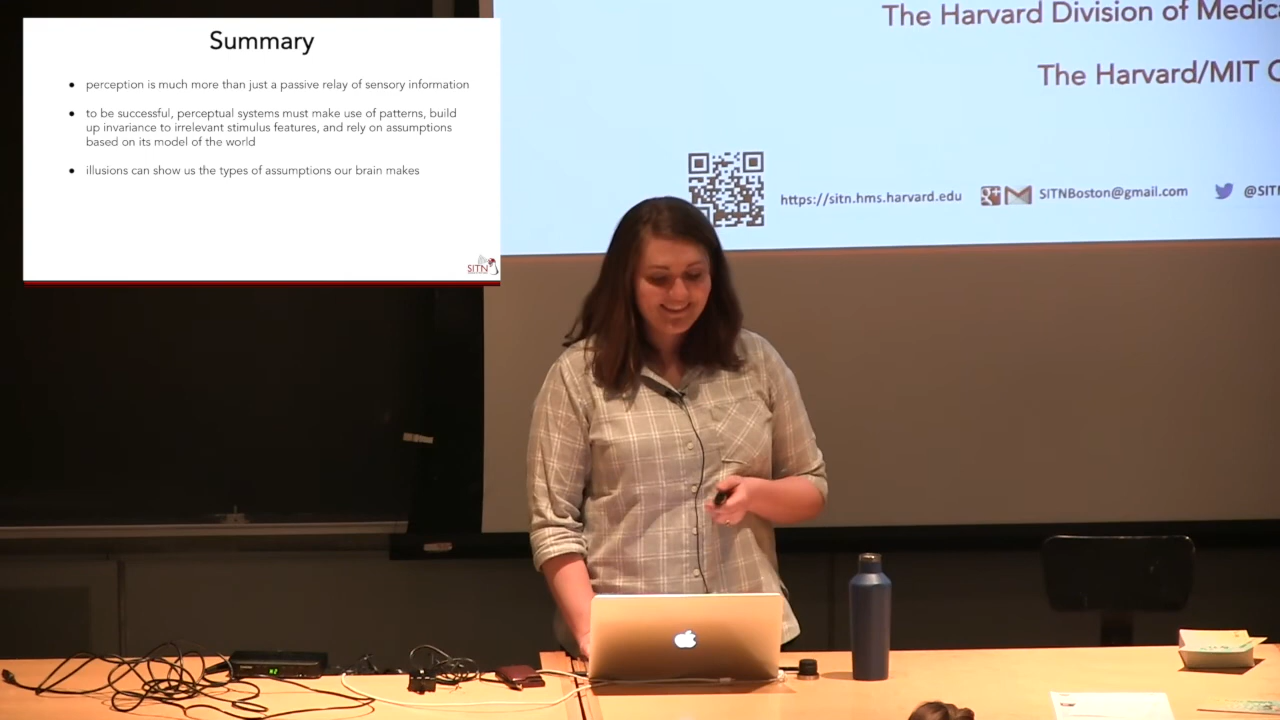 Summary
• perception is much more than just a passive relay of sensory information
• to be successful, perceptual systems must make use of patterns, build
up invariance to irrelevant stimulus features, and rely on assumptions
based on its model of the world
• illusions can show us the types of assumptions our brain makes
SITN
The Harvard Division of Medic
The Harvard/MIT
https://sitn.hms.harvard.edu
g+
SITNBoston@gmail.com
@SIT